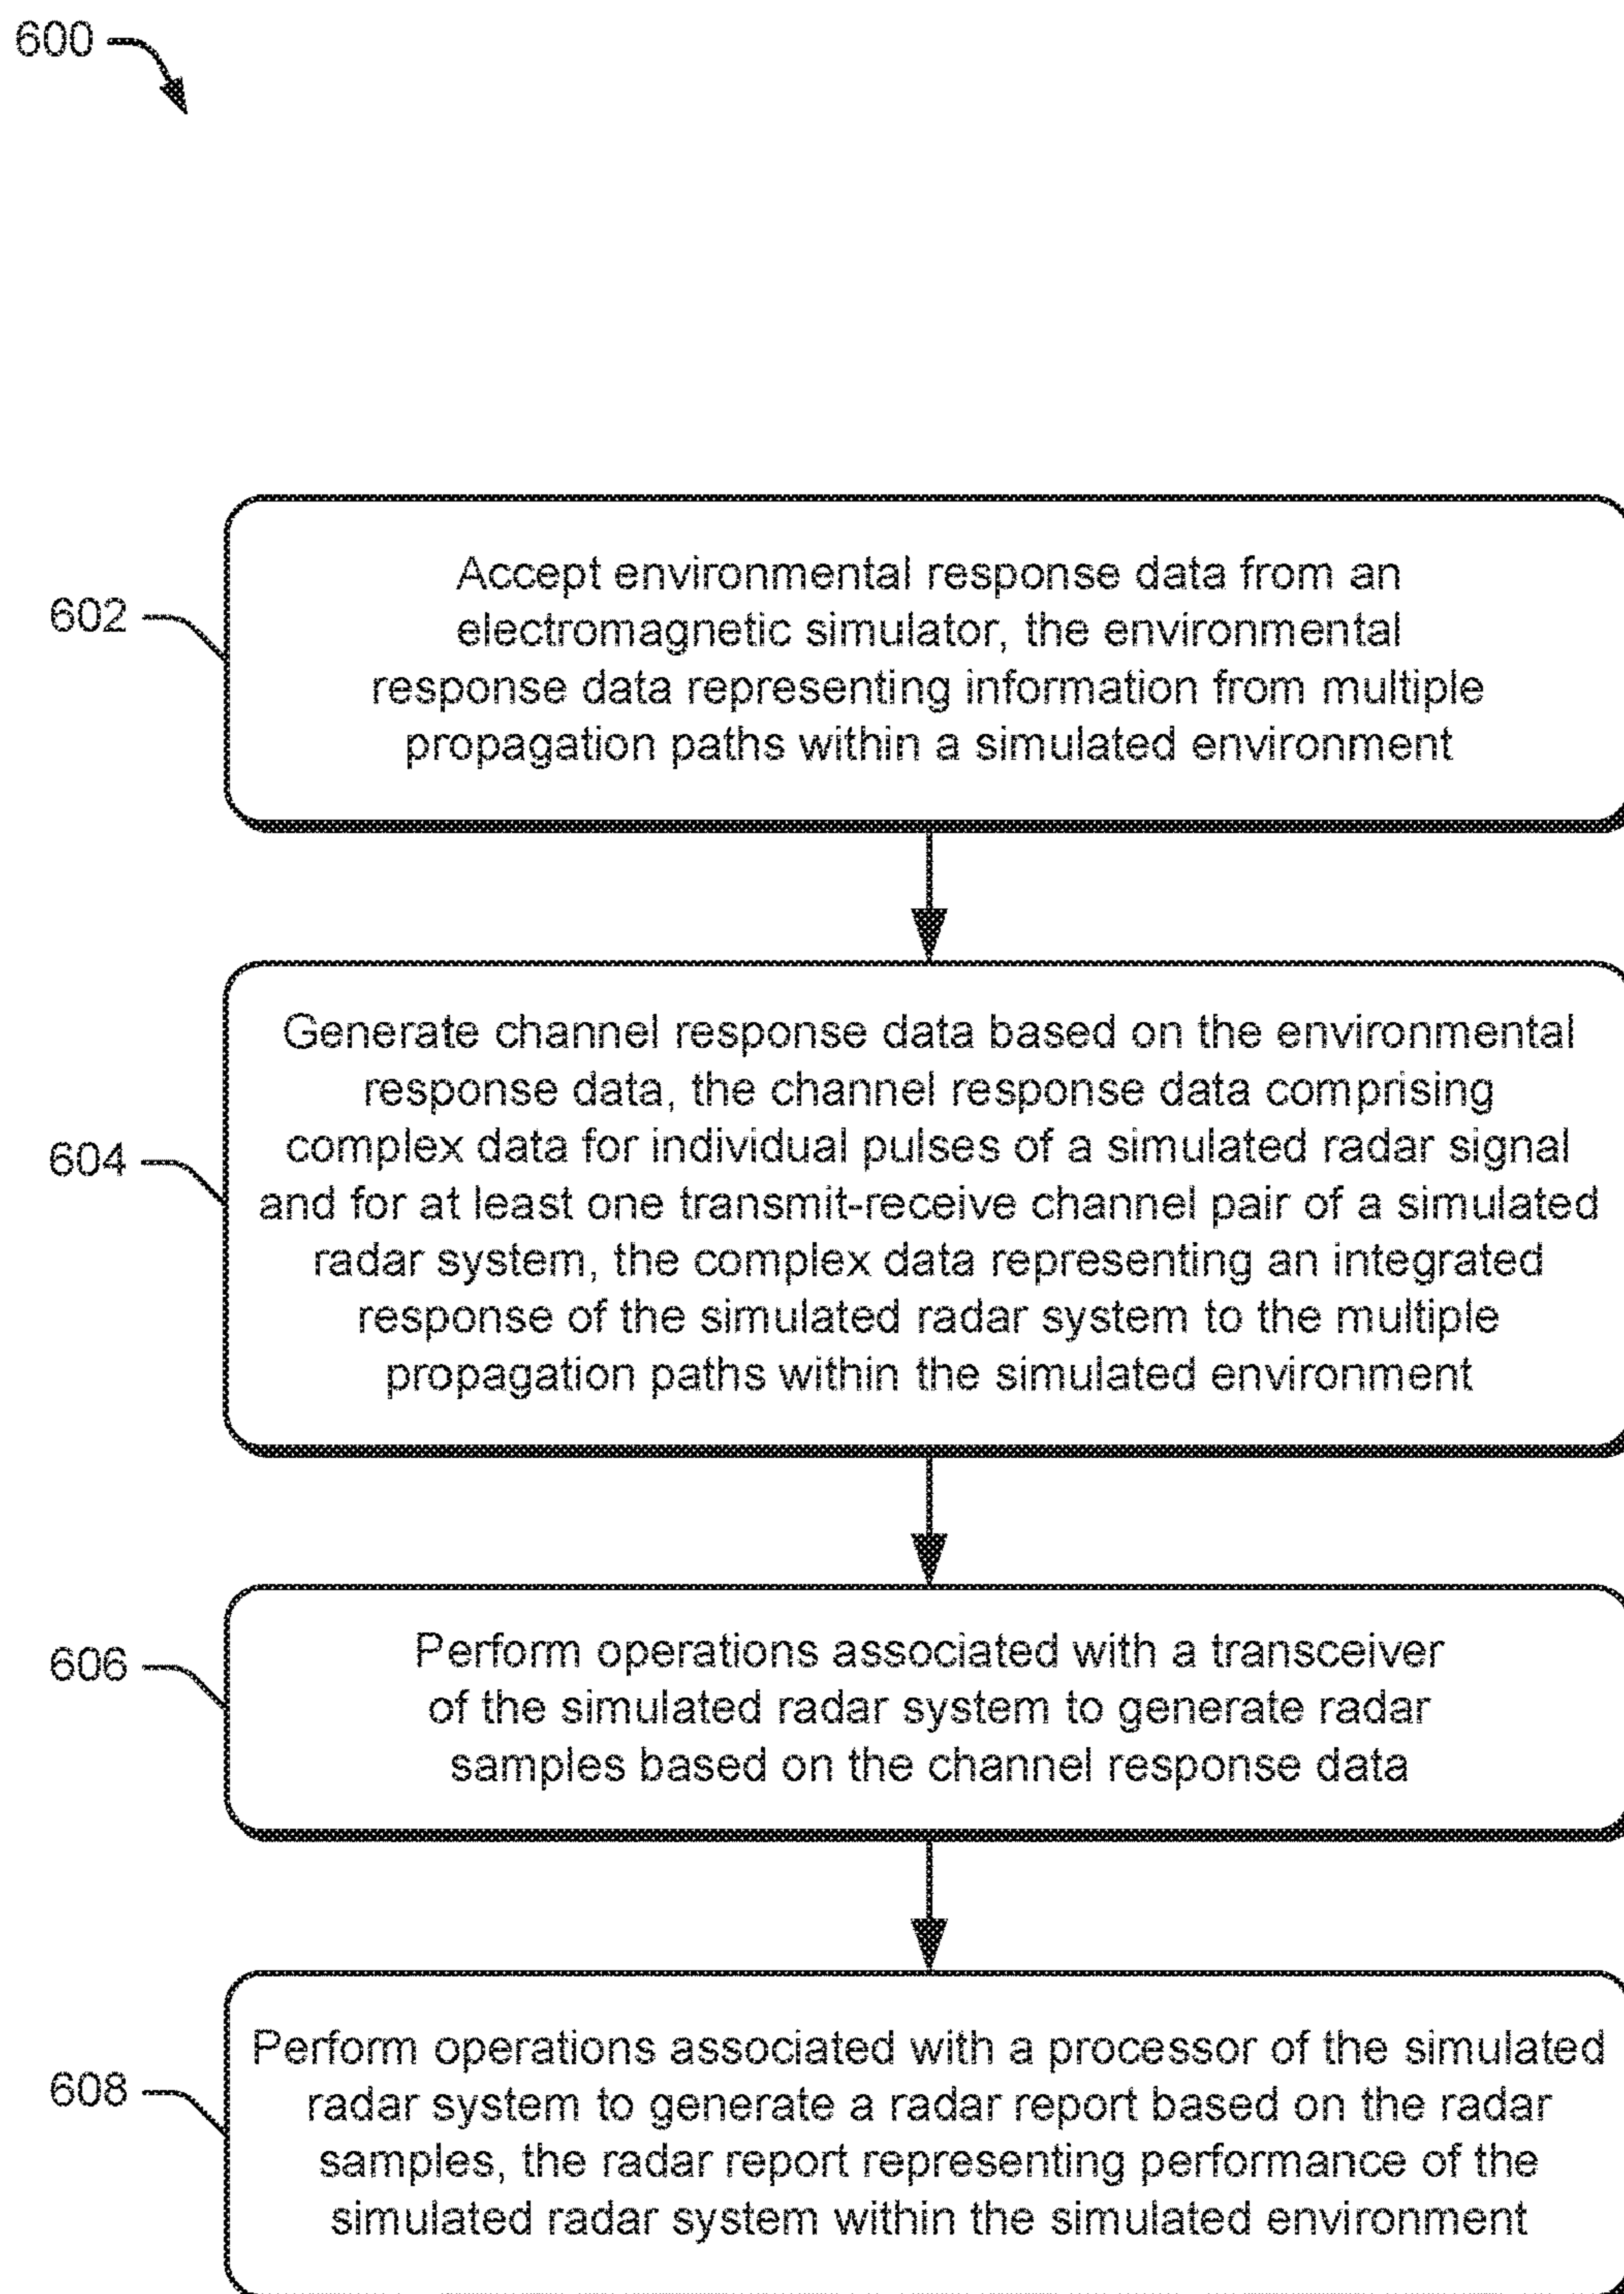 600
602
Accept environmental response data from an
electromagnetic simulator, the environmental
response data representing information from multiple
propagation paths within a simulated environment
604
Generate channel response data based on the environmental
response data, the channel response data comprising
complex data for individual pulses of a simulated radar signal
and for at least one transmit-receive channel pair of a simulated
radar system, the complex data representing an integrated
response of the simulated radar system to the multiple
propagation paths within the simulated environment
606
Perform operations associated with a transceiver
of the simulated radar system to generate radar
samples based on the channel response data
608
Perform operations associated with a processor of the simulated
radar system to generate a radar report based on the radar
samples, the radar report representing performance of the
simulated radar system within the simulated environment